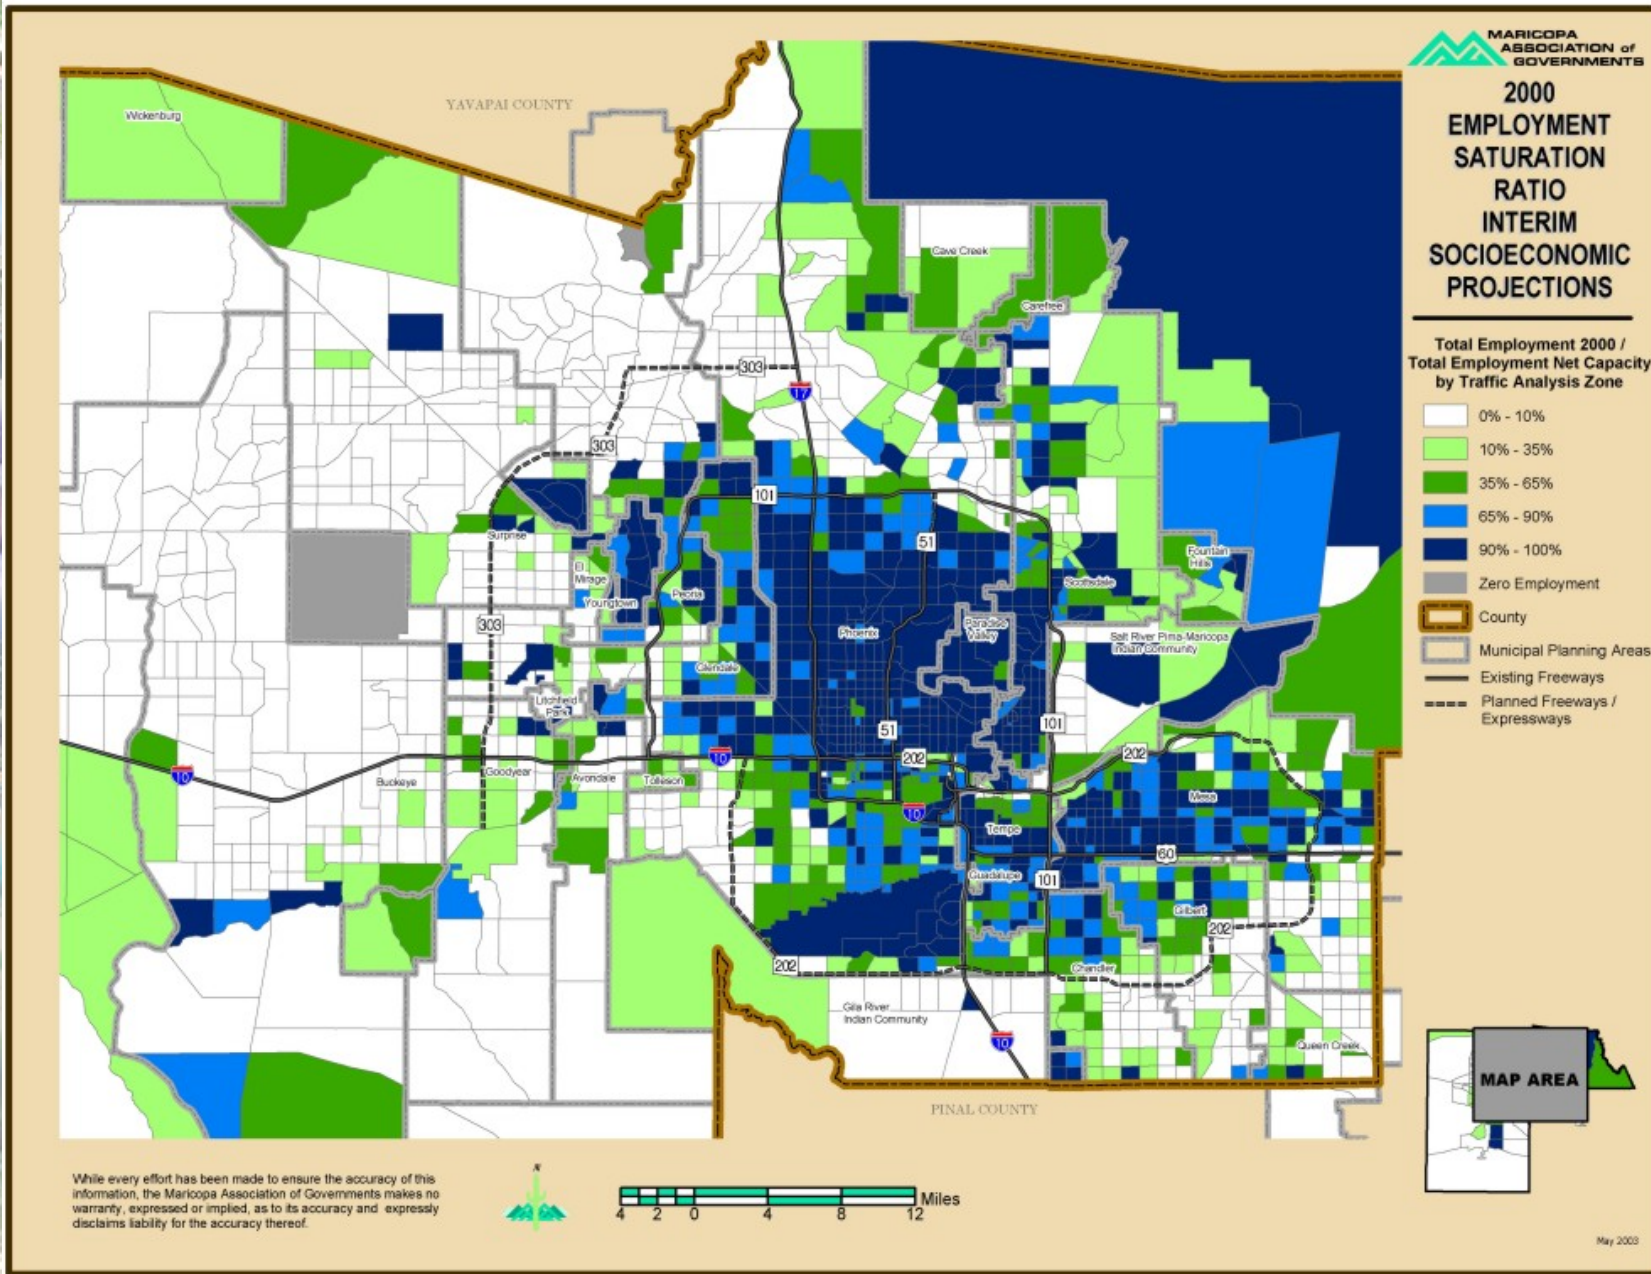 MARICOPA
ASSOCIATION of
GOVERNMENTS
2000
EMPLOYMENT
SATURATION
RATIO
INTERIM
SOCIOECONOMIC
PROJECTIONS
Total Employment 2000 /
Total Employment Net Capacity
by Traffic Analysis Zone
0% - 10%
10% - 35%
35% - 65%
65% - 90%
90% - 100%
Zero Employment
County
Municipal Planning Areas
Existing Freeways
Planned Freeways /
Expressways
YAVAPAI COUNTY
Wickenburg
Cave Creek
Carefree
303
17
303
101
51
Surprise
Fountain
Hills
El
Mirage
Scottsdale
Peoria
Youngtown
303
Paradise
Valley
Phoenix
Salt River Pima-Maricopa
Indian Community
Glendale
Litchfield
Park
101
51
202
10
202
10
Buckeye
Goodyear
Avondale
Tolleson
Mesa
10
Tempe
60
Guadalupe
101
Gilbert
202
202
Chandler
Gila River
Indian Community
10
Queen Creek
MAP AREA
PINAL COUNTY
While every effort has been made to ensure the accuracy of this
information, the Maricopa Association of Governments makes no
warranty, expressed or implied, as to its accuracy and expressly
disclaims liability for the accuracy thereof.
N
Miles
4 2 0 4 8 12
May 2003